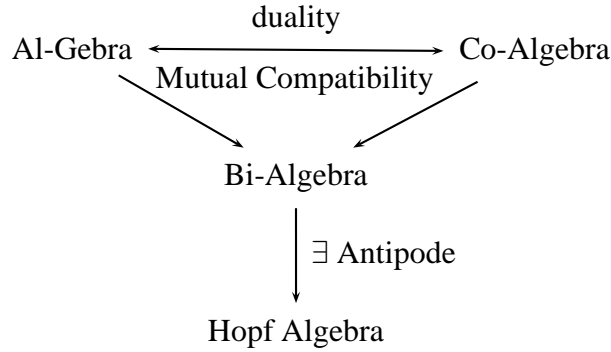 duality
Al-Gebra Co-Algebra
Mutual Compatibility
Bi-Algebra
∃ Antipode
Hopf Algebra